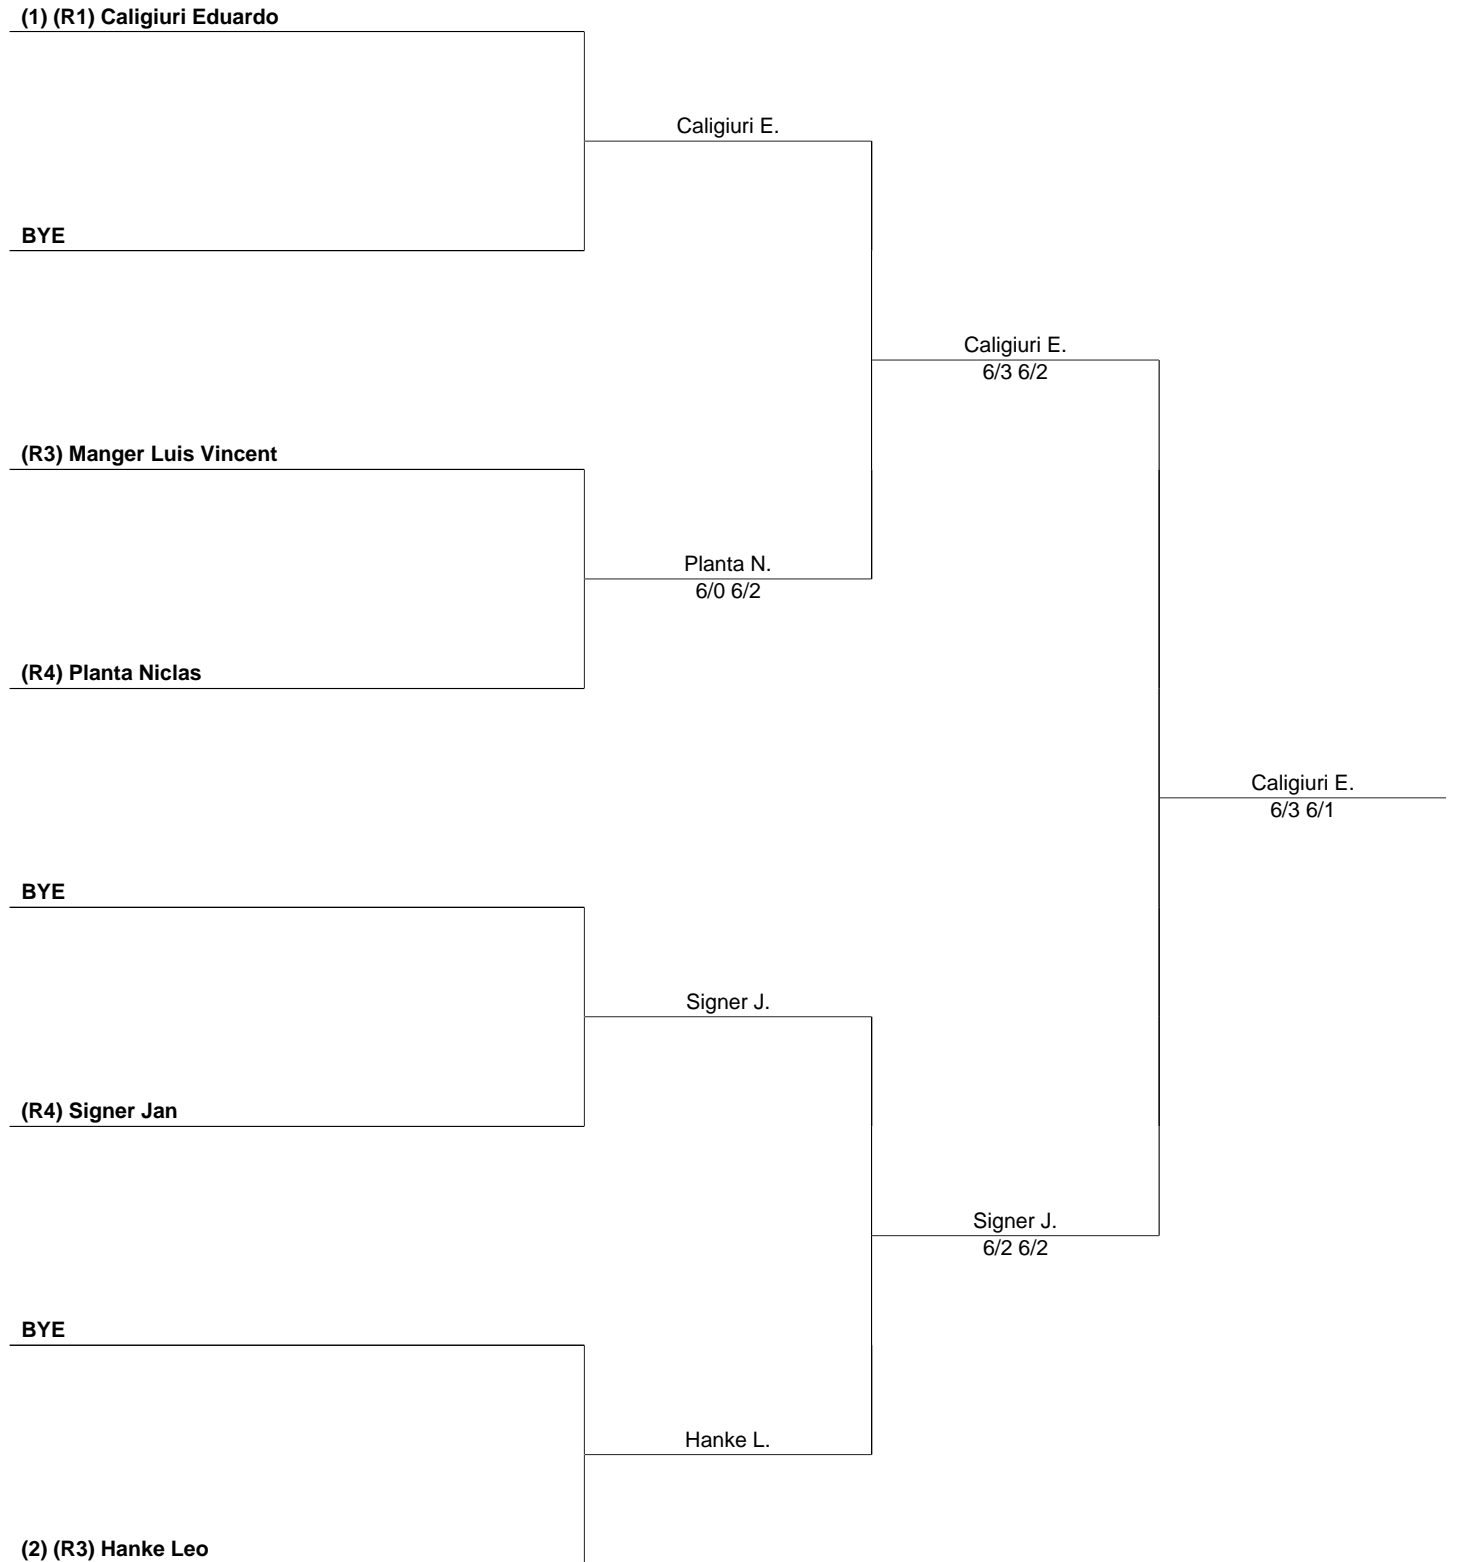 (1) (R1) Caligiuri Eduardo
Caligiuri E.
BYE
Caligiuri E.
6/3 6/2
(R3) Manger Luis Vincent
Planta N.
6/0 6/2
(R4) Planta Niclas
Caligiuri E.
6/3 6/1
BYE
Signer J.
(R4) Signer Jan
Signer J.
6/2 6/2
BYE
Hanke L.
(2) (R3) Hanke Leo